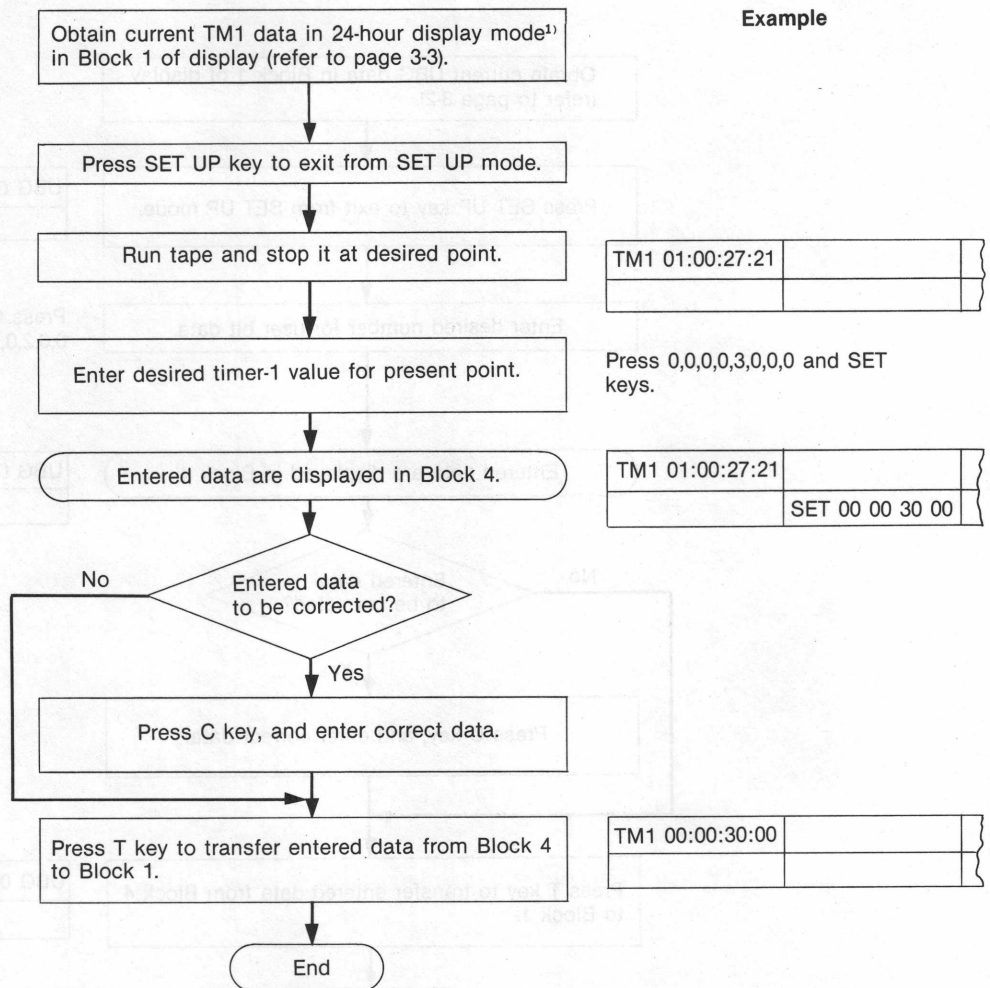 Example
Obtain current TM1 data in 24-hour display mode1)
in Block 1 of display (refer to page 3-3).
Press SET UP key to exit from SET UP mode.
Run tape and stop it at desired point.
TM1 01:00:27:21
Enter desired timer-1 value for present point.
Press 0,0,0,0,3,0,0,0 and SET
keys.
Entered data are displayed in Block 4.
TM1 01:00:27:21
SET 00 00 30 00
No
Entered data
to be corrected?
Yes
Press C key, and enter correct data.
Press T key to transfer entered data from Block 4
to Block 1.
TM1 00:00:30:00
End